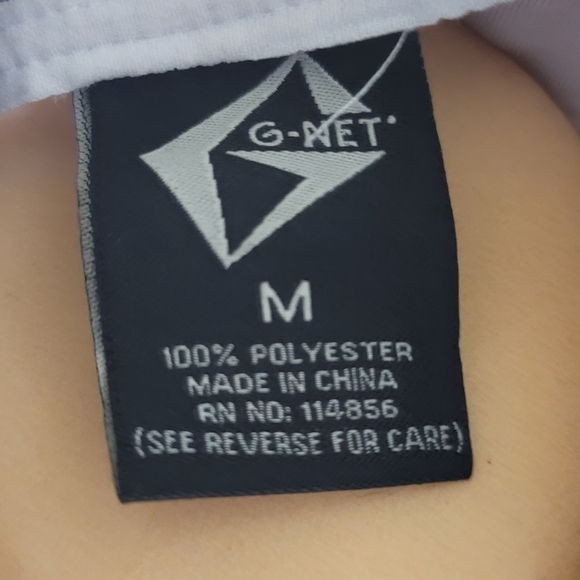 G-NET
M
100% POLYESTER
MADE IN CHINA
RN NO: 114856
(SEE REVERSE FOR CARE)